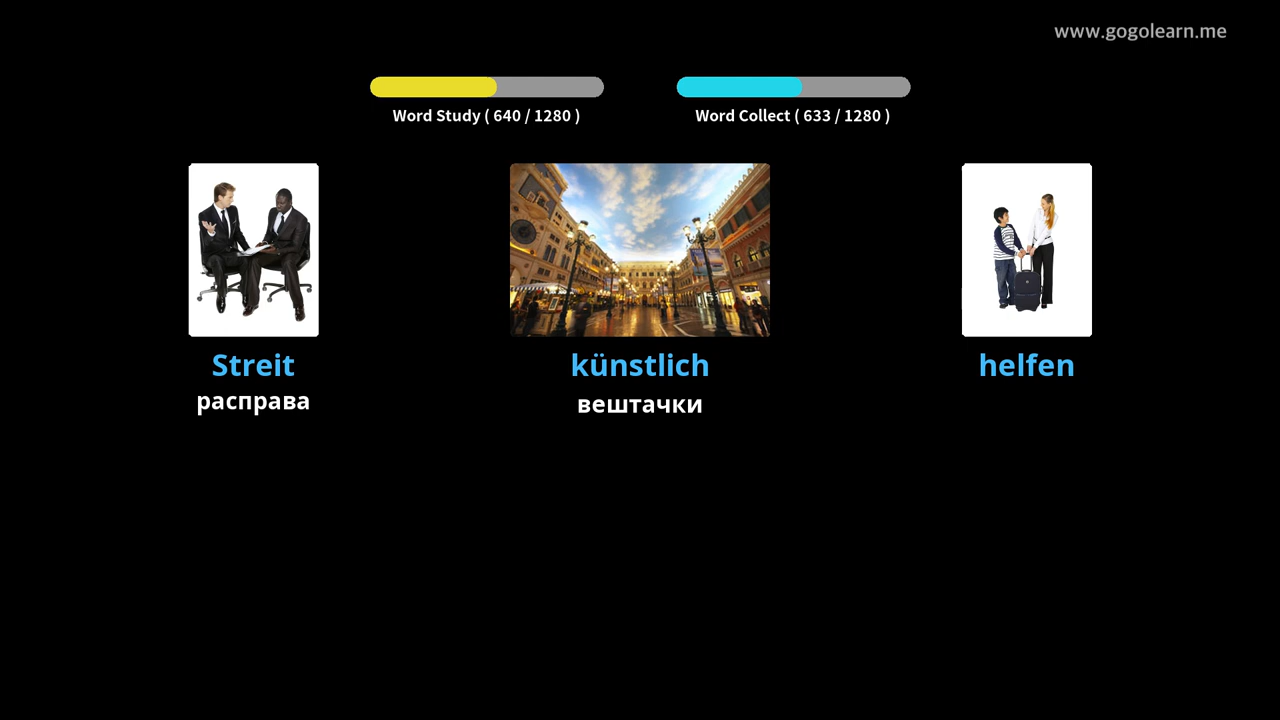 www.gogolearn.me
Word Study ( 640 / 1280 )
Word Collect ( 633 / 1280 )
Streit
расправа
künstlich
вештачки
helfen